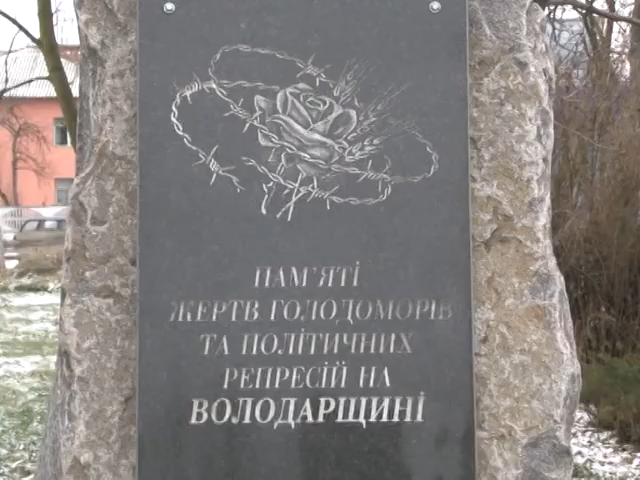 ПАМ'ЯТІ
ЖЕРТВ ГОЛОДОМОРІВ
ТА ПОЛІТИЧНИХ
РЕПРЕСІЙ НА
ВОЛОДАРЩИНІ